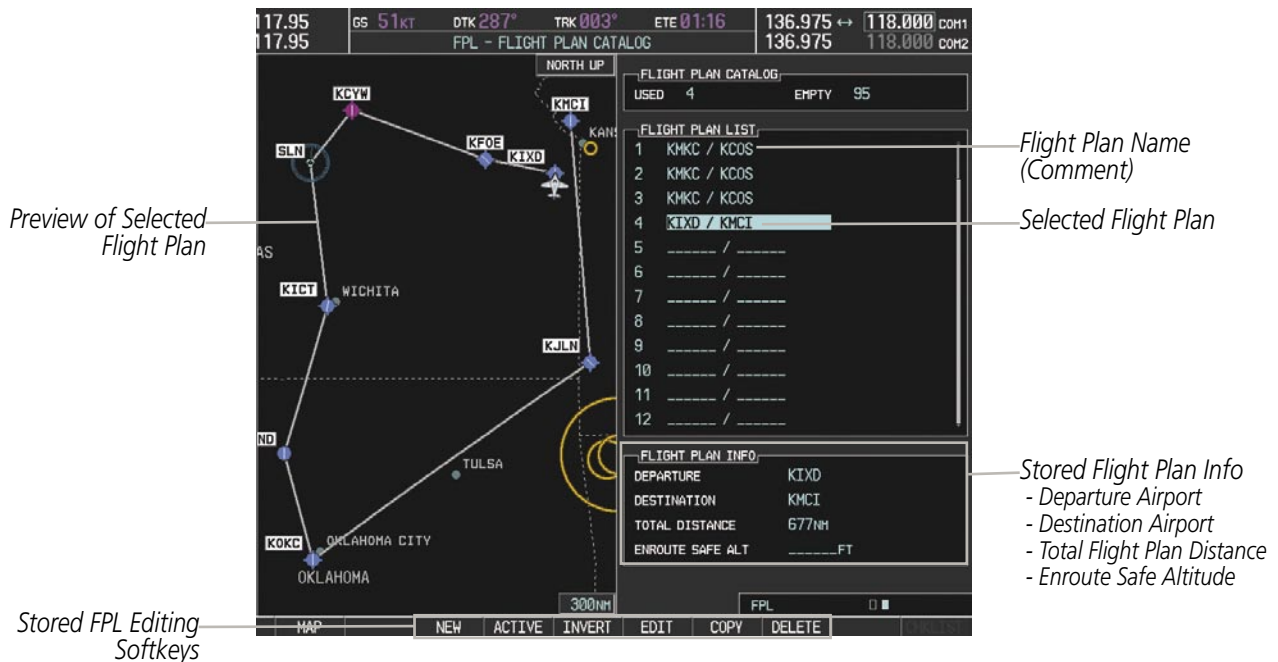 117.95 GS 51KT DTK 287° TRK 003° ETE 01:16 136.975 ↔ 118.000 COM1
117.95 FPL - FLIGHT PLAN CATALOG 136.975 118.000 COM2
NORTH UP
KCYW
KMCI
KANS
KFOE
KIXD
SLN
AS
KICT
WICHITA
KJLN
ND
TULSA
KOKC
OKLAHOMA CITY
OKLAHOMA
300NM
FLIGHT PLAN CATALOG
USED 4 EMPTY 95
FLIGHT PLAN LIST
1 KMKC / KCOS
2 KMKC / KCOS
3 KMKC / KCOS
4 KIXD / KMCI
5 ______ / ______
6 ______ / ______
7 ______ / ______
8 ______ / ______
9 ______ / ______
10 ______ / ______
11 ______ / ______
12 ______ / ______
FLIGHT PLAN INFO
DEPARTURE KIXD
DESTINATION KMCI
TOTAL DISTANCE 677NM
ENROUTE SAFE ALT ______FT
FPL
MAP NEW ACTIVE INVERT EDIT COPY DELETE CHKLIST
Preview of Selected
Flight Plan
Stored FPL Editing
Softkeys
Flight Plan Name
(Comment)
Selected Flight Plan
Stored Flight Plan Info
- Departure Airport
- Destination Airport
- Total Flight Plan Distance
- Enroute Safe Altitude